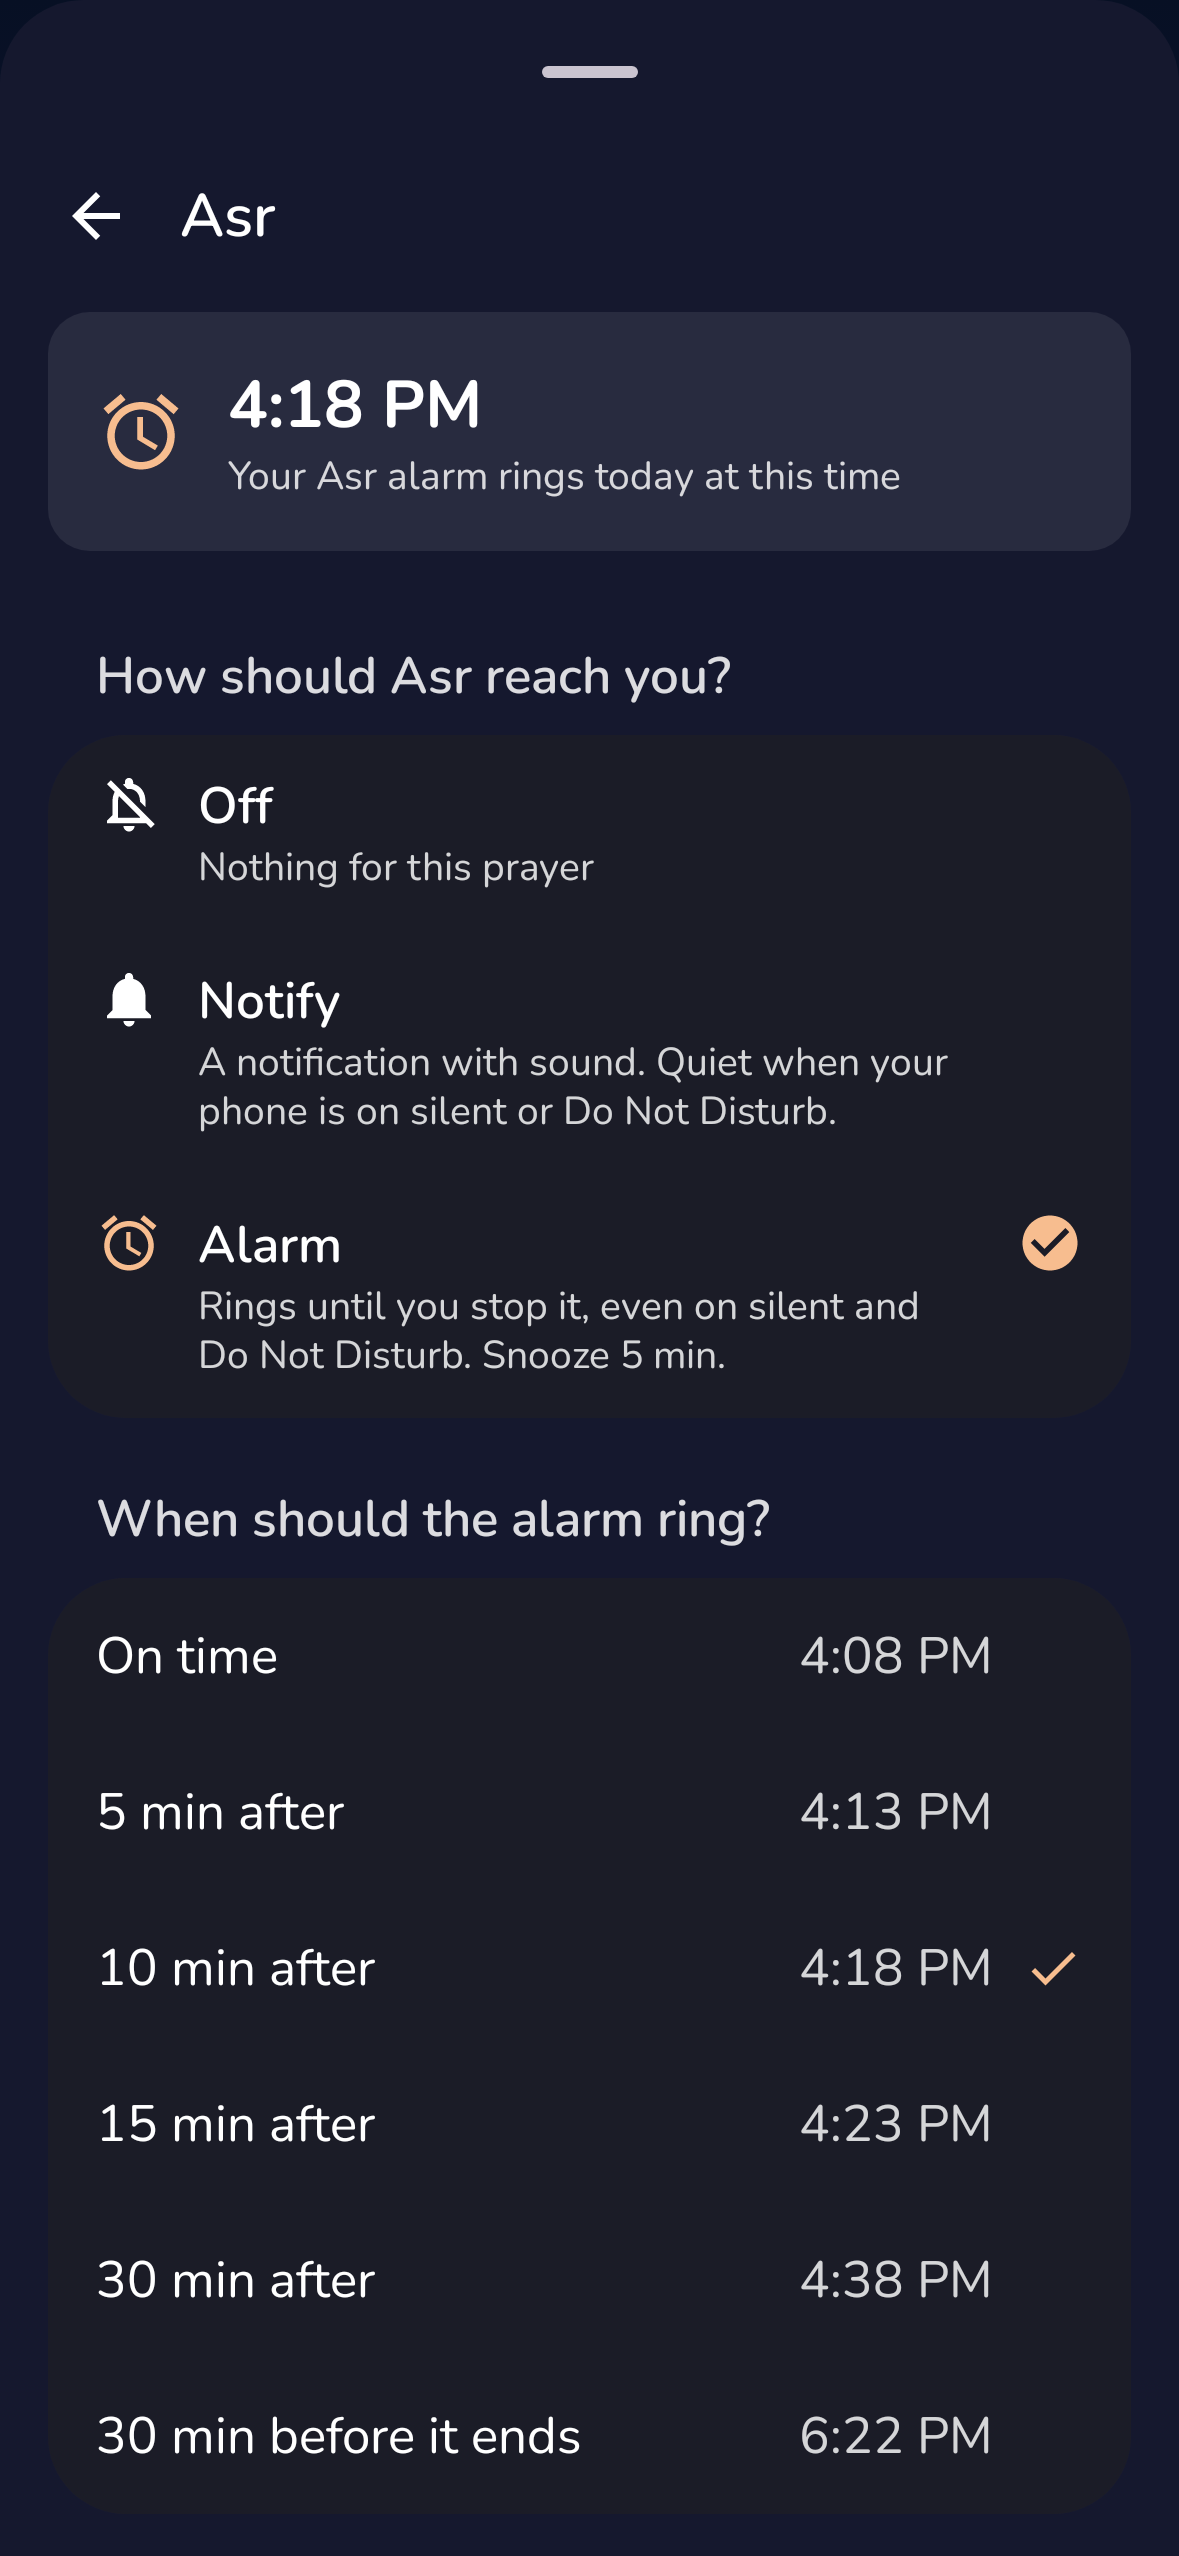 Asr
4:18 PM
Your Asr alarm rings today at this time
How should Asr reach you?
Off
Nothing for this prayer
Notify
A notification with sound. Quiet when your
phone is on silent or Do Not Disturb.
Alarm
Rings until you stop it, even on silent and
Do Not Disturb. Snooze 5 min.
When should the alarm ring?
On time 4:08 PM
5 min after 4:13 PM
10 min after 4:18 PM
15 min after 4:23 PM
30 min after 4:38 PM
30 min before it ends 6:22 PM